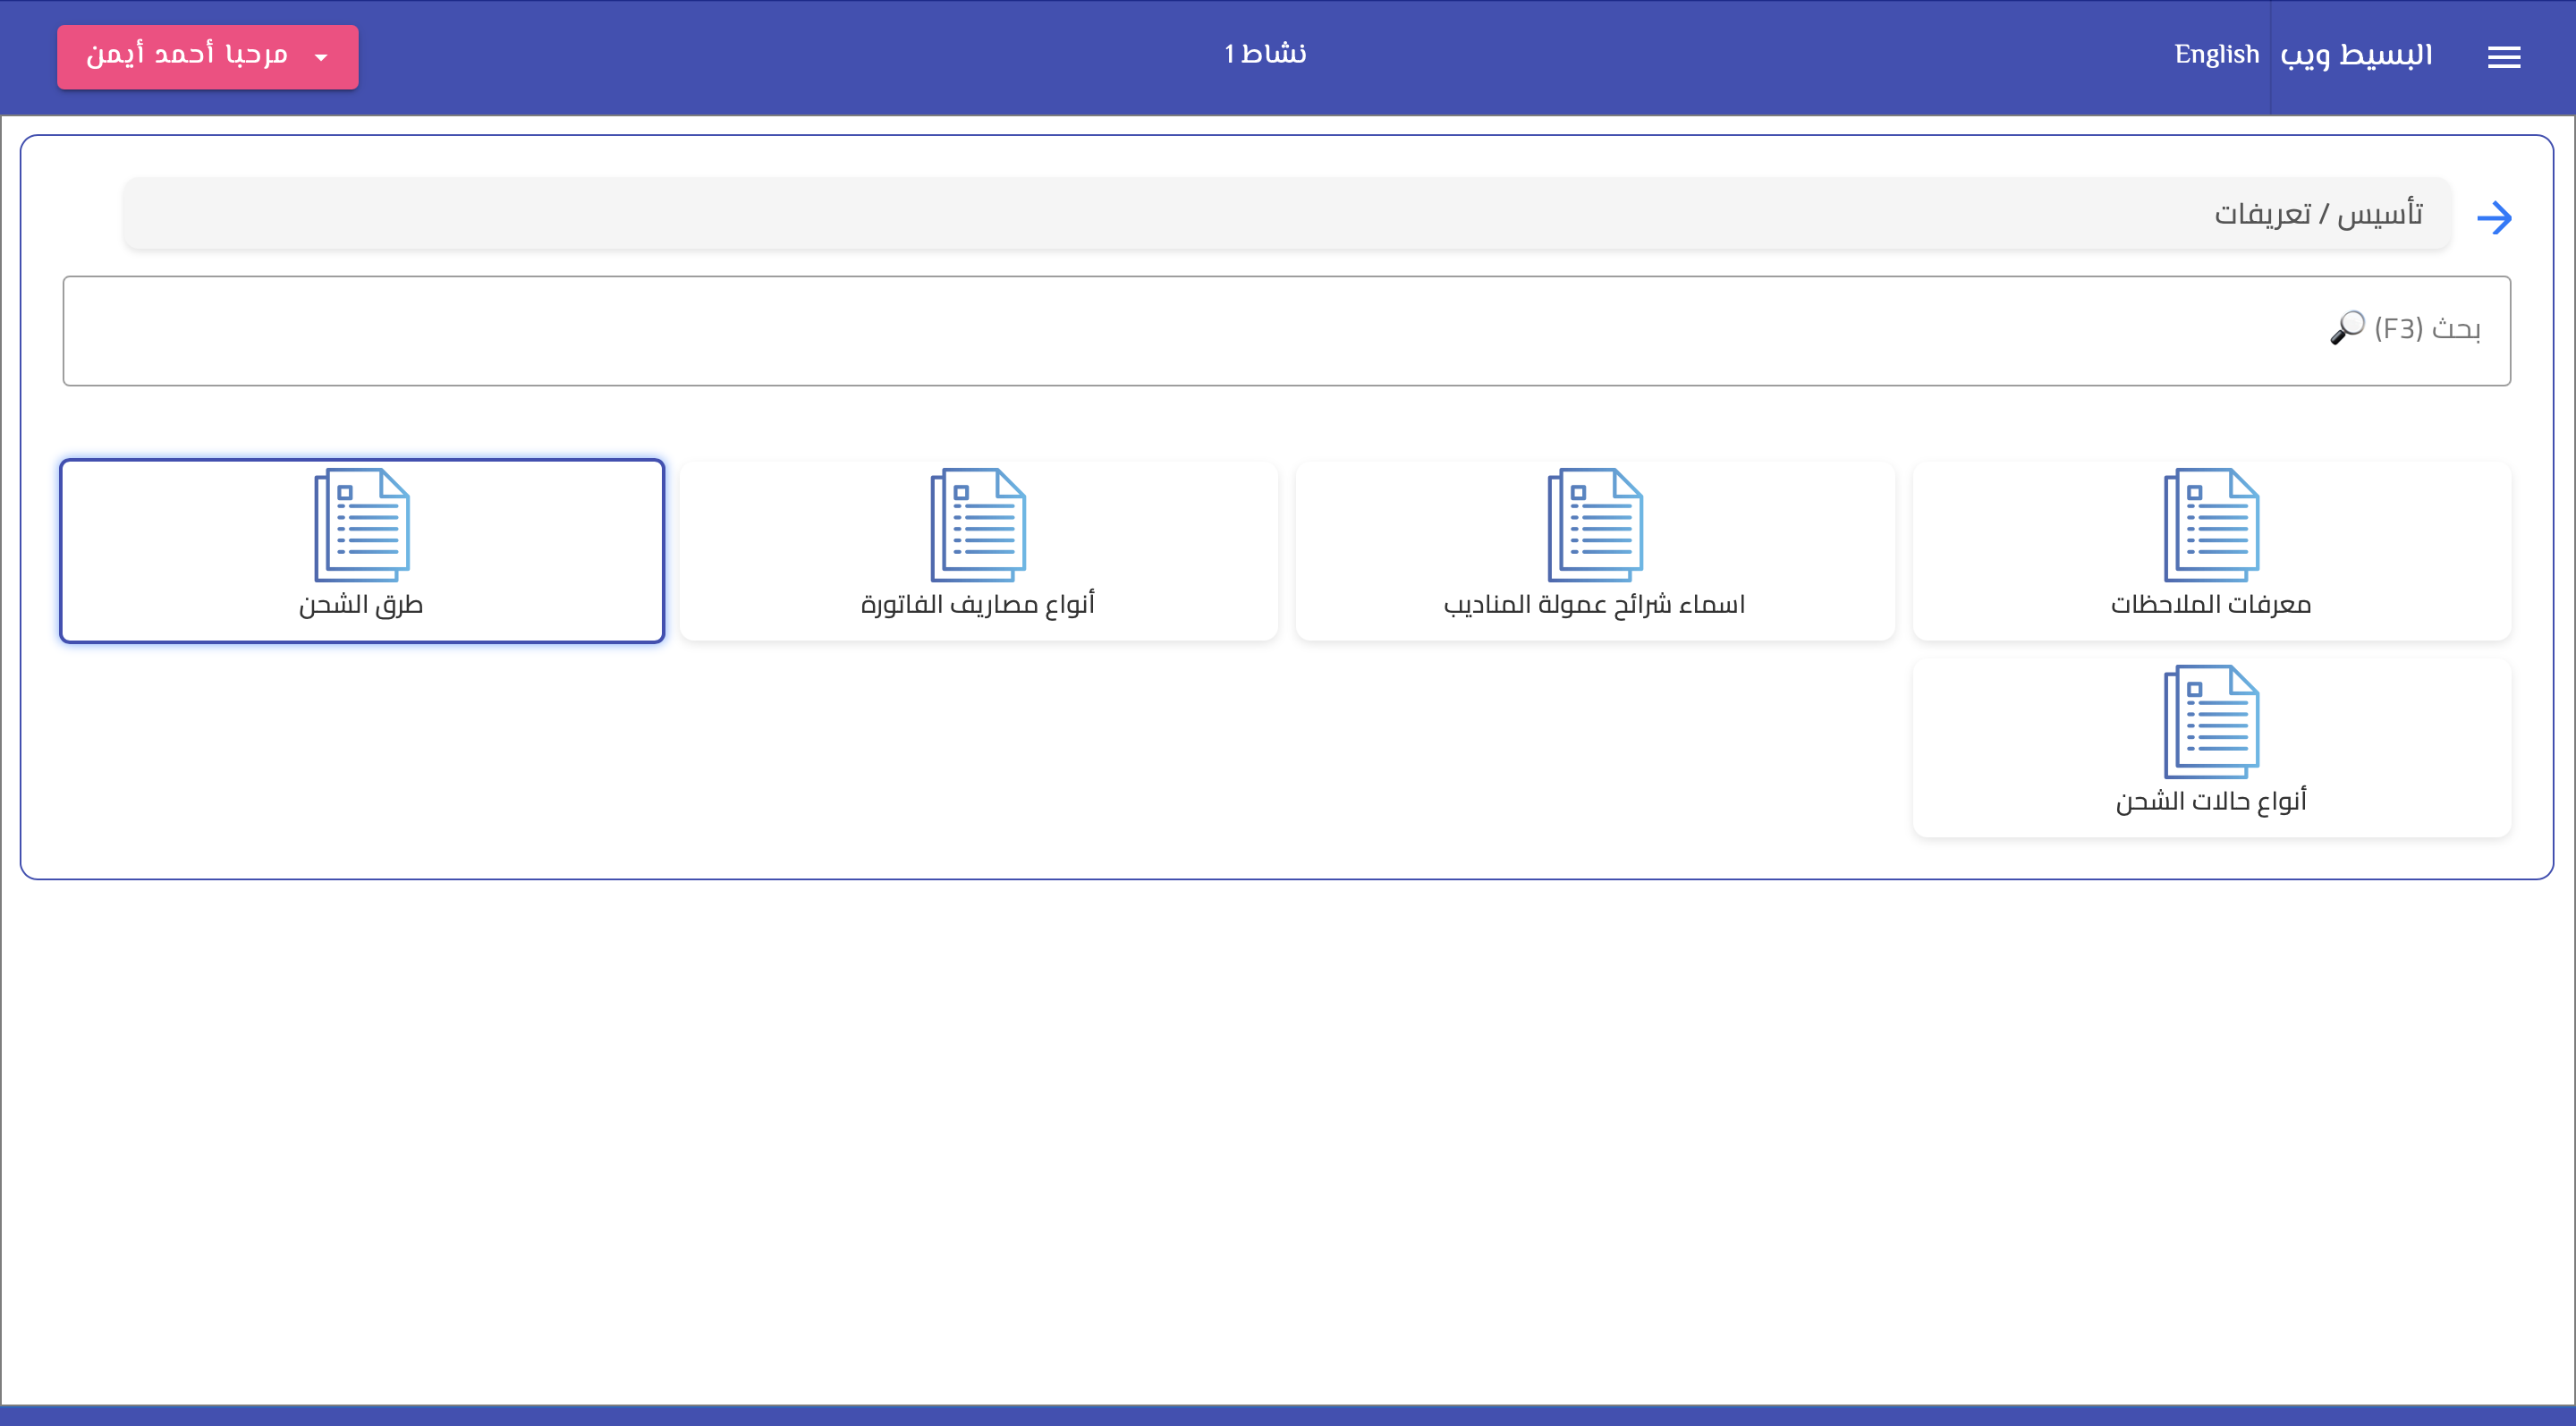 البسيط ويب
English
نشاط 1
مرحبا أحمد أيمن
تأسيس / تعريفات
بحث (F3) 🔎
معرفات الملاحظات
اسماء شرائح عمولة المناديب
أنواع مصاريف الفاتورة
طرق الشحن
أنواع حالات الشحن